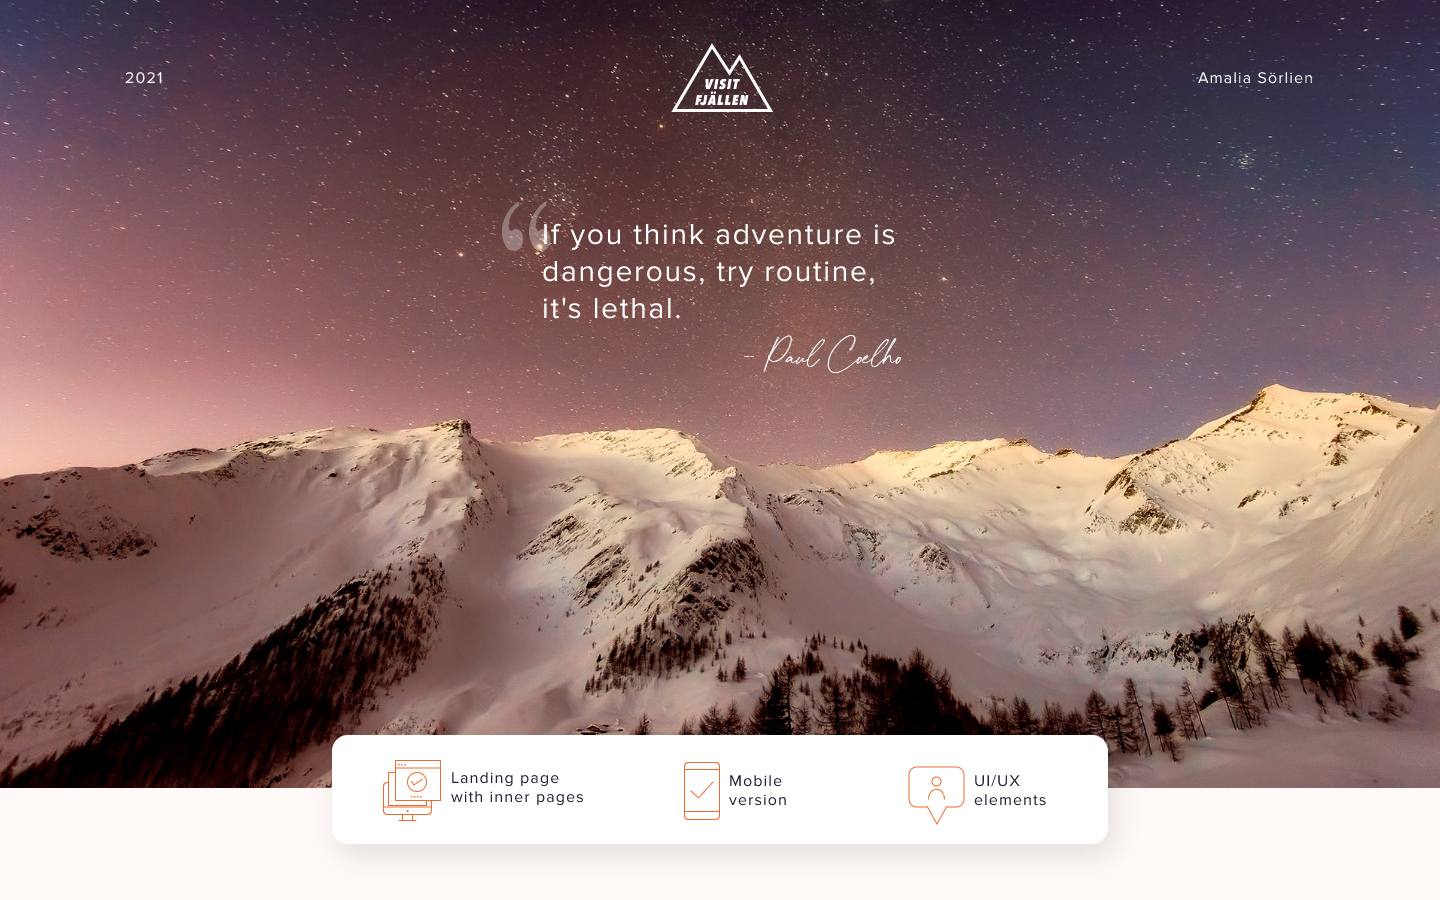 2021
VISIT
FJÄLLEN
Amalia Sörlien
“If you think adventure is
dangerous, try routine,
it's lethal.
– Paul Coelho
Landing page
with inner pages
Mobile
version
UI/UX
elements